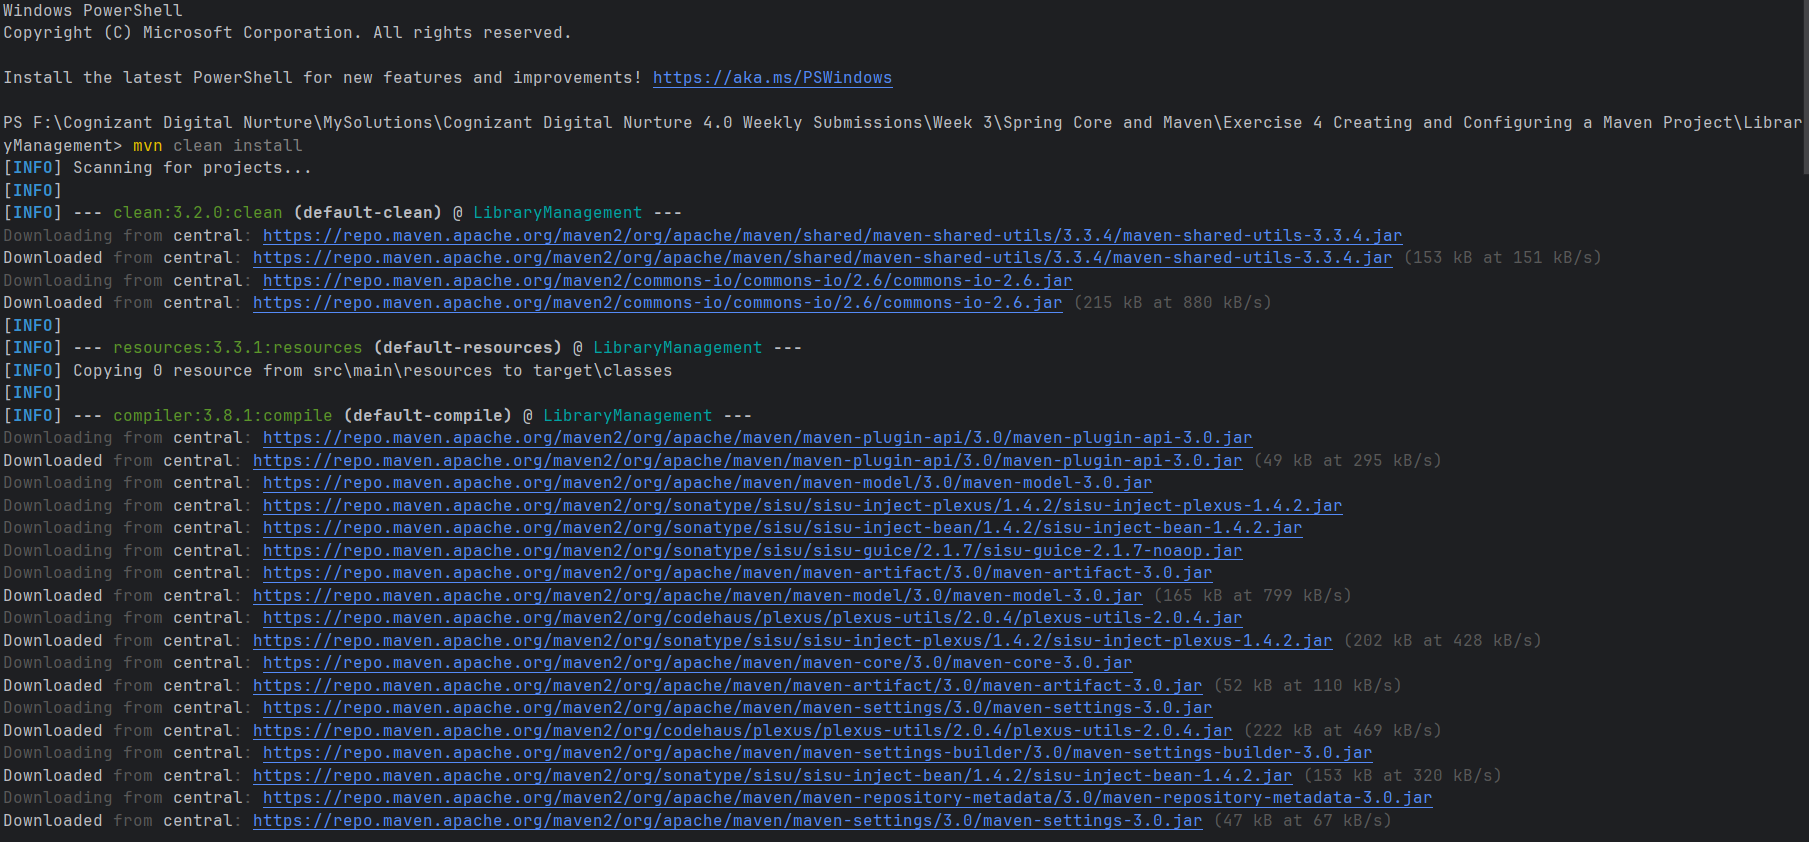 Windows PowerShell
Copyright (C) Microsoft Corporation. All rights reserved.
Install the latest PowerShell for new features and improvements! https://aka.ms/PSWindows
PS F:\Cognizant Digital Nurture\MySolutions\Cognizant Digital Nurture 4.0 Weekly Submissions\Week 3\Spring Core and Maven\Exercise 4 Creating and Configuring a Maven Project\Librar
yManagement> mvn clean install
[INFO] Scanning for projects...
[INFO]
[INFO] --- clean:3.2.0:clean (default-clean) @ LibraryManagement ---
Downloading from central: https://repo.maven.apache.org/maven2/org/apache/maven/shared/maven-shared-utils/3.3.4/maven-shared-utils-3.3.4.jar
Downloaded from central: https://repo.maven.apache.org/maven2/org/apache/maven/shared/maven-shared-utils/3.3.4/maven-shared-utils-3.3.4.jar (153 kB at 151 kB/s)
Downloading from central: https://repo.maven.apache.org/maven2/commons-io/commons-io/2.6/commons-io-2.6.jar
Downloaded from central: https://repo.maven.apache.org/maven2/commons-io/commons-io/2.6/commons-io-2.6.jar (215 kB at 880 kB/s)
[INFO]
[INFO] --- resources:3.3.1:resources (default-resources) @ LibraryManagement ---
[INFO] Copying 0 resource from src\main\resources to target\classes
[INFO]
[INFO] --- compiler:3.8.1:compile (default-compile) @ LibraryManagement ---
Downloading from central: https://repo.maven.apache.org/maven2/org/apache/maven/maven-plugin-api/3.0/maven-plugin-api-3.0.jar
Downloaded from central: https://repo.maven.apache.org/maven2/org/apache/maven/maven-plugin-api/3.0/maven-plugin-api-3.0.jar (49 kB at 295 kB/s)
Downloading from central: https://repo.maven.apache.org/maven2/org/apache/maven/maven-model/3.0/maven-model-3.0.jar
Downloading from central: https://repo.maven.apache.org/maven2/org/sonatype/sisu/sisu-inject-plexus/1.4.2/sisu-inject-plexus-1.4.2.jar
Downloading from central: https://repo.maven.apache.org/maven2/org/sonatype/sisu/sisu-inject-bean/1.4.2/sisu-inject-bean-1.4.2.jar
Downloading from central: https://repo.maven.apache.org/maven2/org/sonatype/sisu/sisu-guice/2.1.7/sisu-guice-2.1.7-noaop.jar
Downloading from central: https://repo.maven.apache.org/maven2/org/apache/maven/maven-artifact/3.0/maven-artifact-3.0.jar
Downloaded from central: https://repo.maven.apache.org/maven2/org/apache/maven/maven-model/3.0/maven-model-3.0.jar (165 kB at 799 kB/s)
Downloading from central: https://repo.maven.apache.org/maven2/org/codehaus/plexus/plexus-utils/2.0.4/plexus-utils-2.0.4.jar
Downloaded from central: https://repo.maven.apache.org/maven2/org/sonatype/sisu/sisu-inject-plexus/1.4.2/sisu-inject-plexus-1.4.2.jar (202 kB at 428 kB/s)
Downloading from central: https://repo.maven.apache.org/maven2/org/apache/maven/maven-core/3.0/maven-core-3.0.jar
Downloaded from central: https://repo.maven.apache.org/maven2/org/apache/maven/maven-artifact/3.0/maven-artifact-3.0.jar (52 kB at 110 kB/s)
Downloading from central: https://repo.maven.apache.org/maven2/org/apache/maven/maven-settings/3.0/maven-settings-3.0.jar
Downloaded from central: https://repo.maven.apache.org/maven2/org/codehaus/plexus/plexus-utils/2.0.4/plexus-utils-2.0.4.jar (222 kB at 469 kB/s)
Downloading from central: https://repo.maven.apache.org/maven2/org/apache/maven/maven-settings-builder/3.0/maven-settings-builder-3.0.jar
Downloaded from central: https://repo.maven.apache.org/maven2/org/sonatype/sisu/sisu-inject-bean/1.4.2/sisu-inject-bean-1.4.2.jar (153 kB at 320 kB/s)
Downloading from central: https://repo.maven.apache.org/maven2/org/apache/maven/maven-repository-metadata/3.0/maven-repository-metadata-3.0.jar
Downloaded from central: https://repo.maven.apache.org/maven2/org/apache/maven/maven-settings/3.0/maven-settings-3.0.jar (47 kB at 67 kB/s)